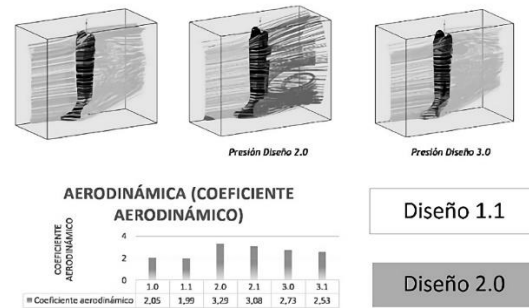 Presión Diseño 2.0
Presión Diseño 3.0
AERODINÁMICA (COEFICIENTE
AERODINÁMICO)
COEFICIENTE
AERODINÁMICO
4
2
0
1.0 1.1 2.0 2.1 3.0 3.1
Coeficiente aerodinámico 2,05 1,99 3,29 3,08 2,73 2,53
Diseño 1.1
Diseño 2.0